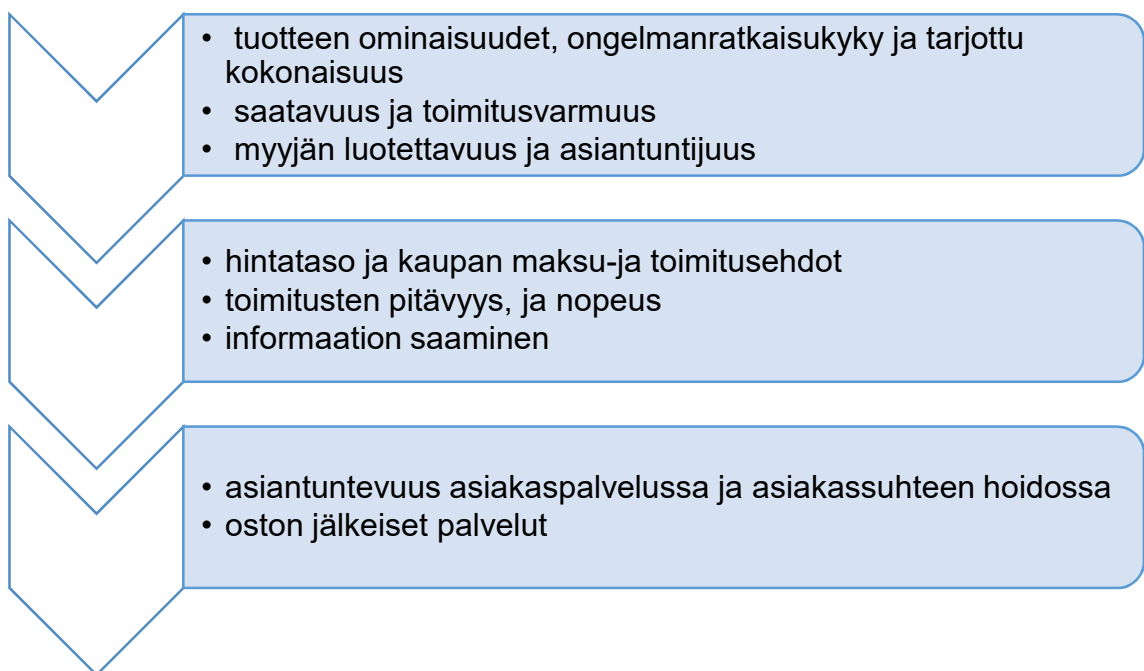 • tuotteen ominaisuudet, ongelmanratkaisukyky ja tarjottu
kokonaisuus
• saatavuus ja toimitusvarmuus
• myyjän luotettavuus ja asiantuntijuus
• hintataso ja kaupan maksu-ja toimitusehdot
• toimitusten pitävyys, ja nopeus
• informaation saaminen
• asiantuntevuus asiakaspalvelussa ja asiakassuhteen hoidossa
• oston jälkeiset palvelut